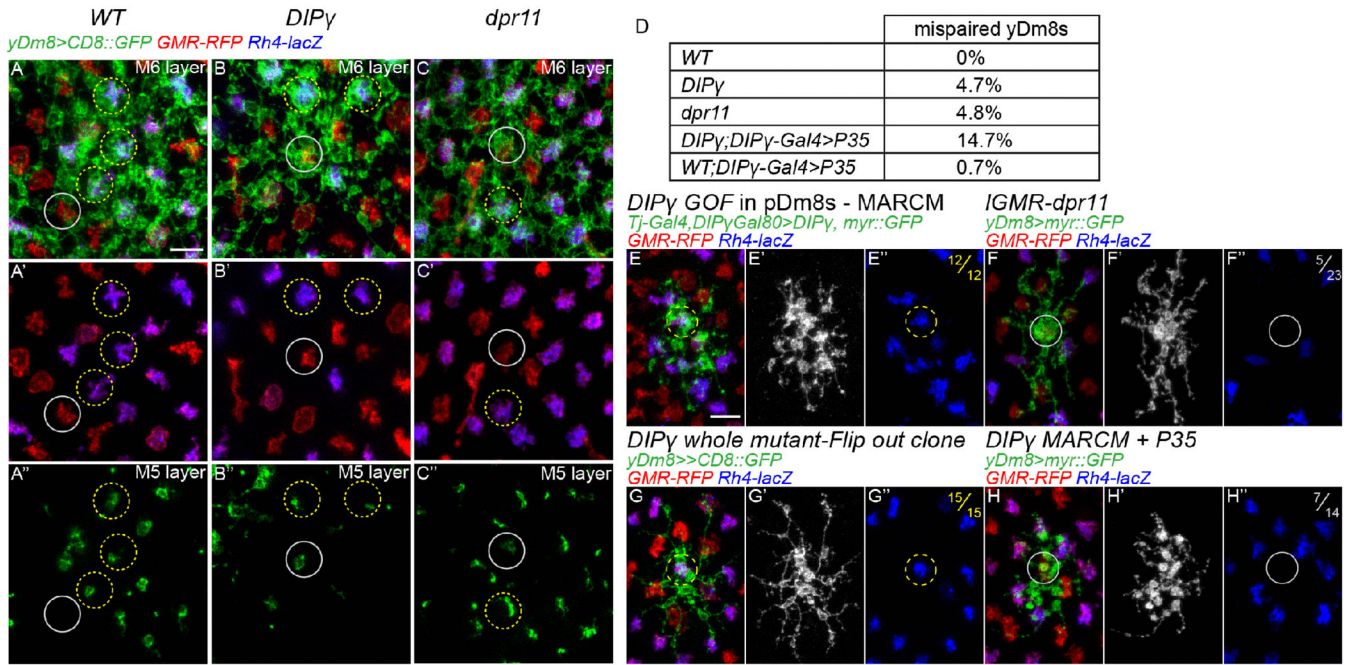 WT DIPγ dpr11
yDm8>CD8::GFP GMR-RFP Rh4-lacZ
A M6 layer B M6 layer C M6 layer
A' B' C'
A'' M5 layer B'' M5 layer C'' M5 layer
D
mispaired yDm8s
WT 0%
DIPγ 4.7%
dpr11 4.8%
DIPγ;DIPγ-Gal4>P35 14.7%
WT;DIPγ-Gal4>P35 0.7%
DIPγ GOF in pDm8s - MARCM
Tj-Gal4,DIPγGal80>DIPγ, myr::GFP
GMR-RFP Rh4-lacZ
E E' E'' 12/12
lGMR-dpr11
yDm8>myr::GFP
GMR-RFP Rh4-lacZ
F F' F'' 5/23
DIPγ whole mutant-Flip out clone
yDm8>>CD8::GFP
GMR-RFP Rh4-lacZ
G G' G'' 15/15
DIPγ MARCM + P35
yDm8>myr::GFP
GMR-RFP Rh4-lacZ
H H' H'' 7/14